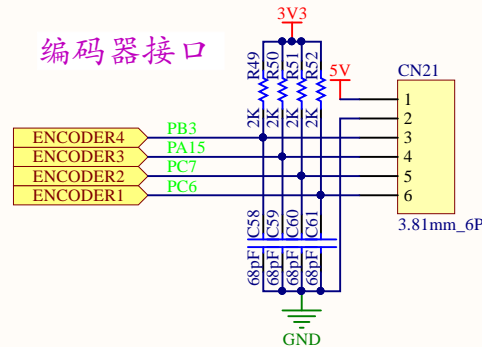 3V3
编码器接口
R49
R50
R51
R52
5V
CN21
2K
2K
2K
2K
1
2
3
4
5
6
ENCODER4
PB3
ENCODER3
PA15
ENCODER2
PC7
ENCODER1
PC6
3.81mm_6P
C58
C59
C60
C61
68pF
68pF
68pF
68pF
GND